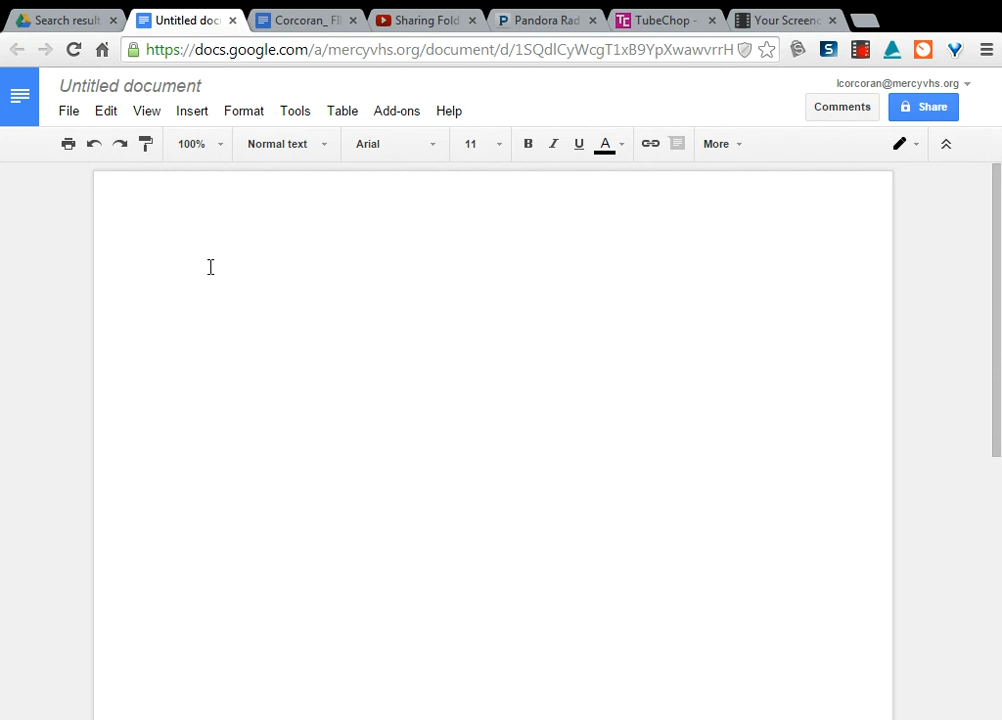 Search result
Untitled doc
Corcoran_ FI
Sharing Fold
Pandora Rad
TubeChop -
Your Screenc
https://docs.google.com/a/mercyvhs.org/document/d/1SQdlCyWcgT1xB9YpXwawvrrH
Untitled document
lcorcoran@mercyvhs.org
File Edit View Insert Format Tools Table Add-ons Help
Comments Share
100% Normal text Arial 11 B I U A More